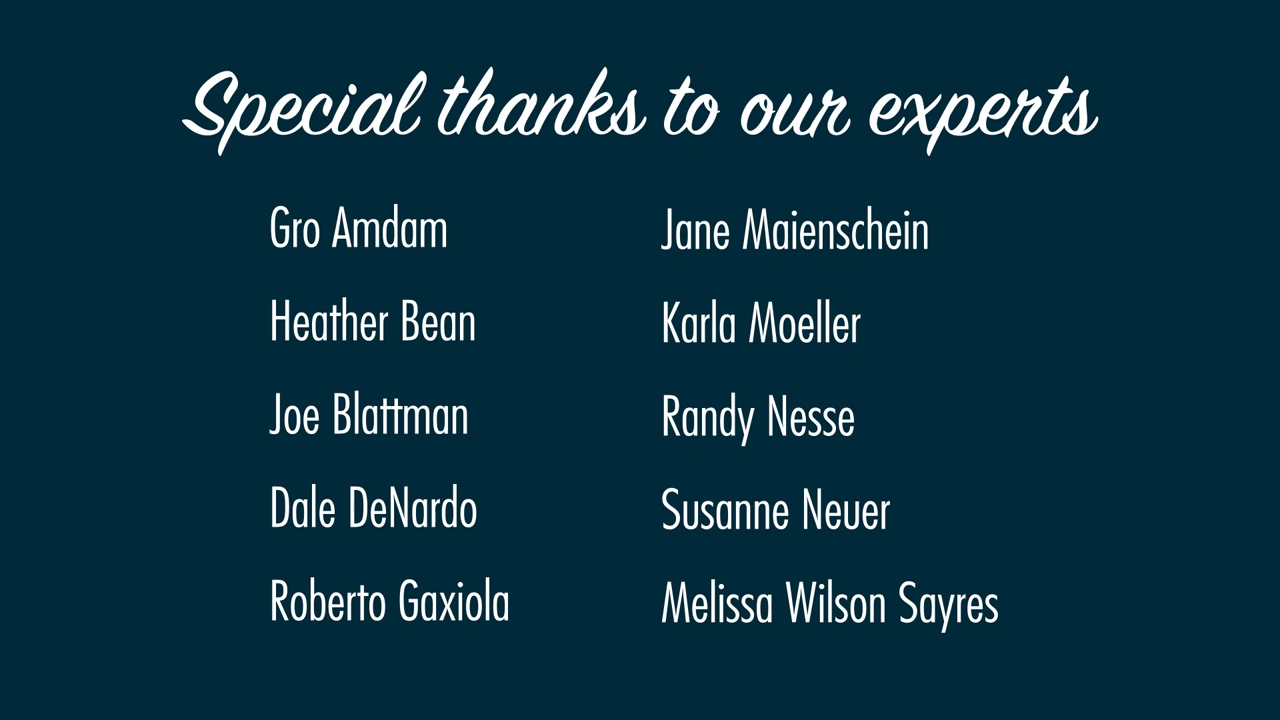 Special thanks to our experts
Gro Amdam
Heather Bean
Joe Blattman
Dale DeNardo
Roberto Gaxiola
Jane Maienschein
Karla Moeller
Randy Nesse
Susanne Neuer
Melissa Wilson Sayres